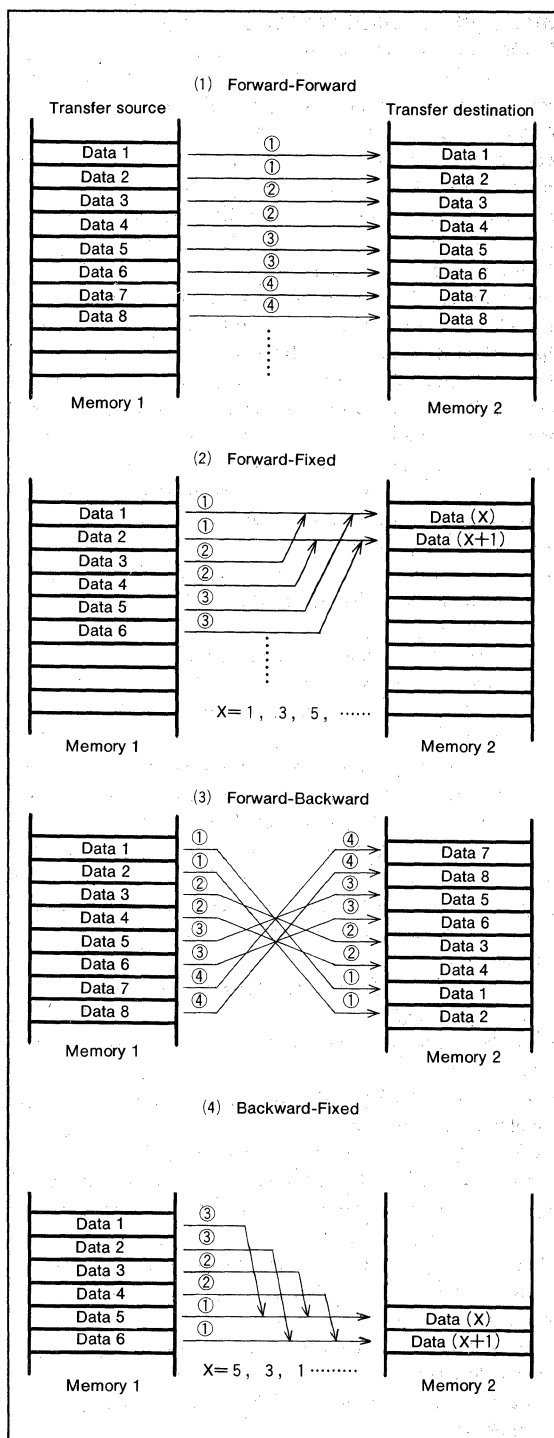 (1) Forward-Forward
Transfer source
Transfer destination
Data 1 ① Data 1
Data 2 ① Data 2
Data 3 ② Data 3
Data 4 ② Data 4
Data 5 ③ Data 5
Data 6 ③ Data 6
Data 7 ④ Data 7
Data 8 ④ Data 8
Memory 1
Memory 2
(2) Forward-Fixed
Data 1 ① Data (X)
Data 2 ① Data (X+1)
Data 3 ②
Data 4 ②
Data 5 ③
Data 6 ③
X=1, 3, 5, ……
Memory 1
Memory 2
(3) Forward-Backward
Data 1 ① ④ Data 7
Data 2 ① ④ Data 8
Data 3 ② ③ Data 5
Data 4 ② ③ Data 6
Data 5 ③ ② Data 3
Data 6 ③ ② Data 4
Data 7 ④ ① Data 1
Data 8 ④ ① Data 2
Memory 1
Memory 2
(4) Backward-Fixed
Data 1 ③
Data 2 ③
Data 3 ②
Data 4 ②
Data 5 ① Data (X)
Data 6 ① Data (X+1)
X=5, 3, 1 ………
Memory 1
Memory 2